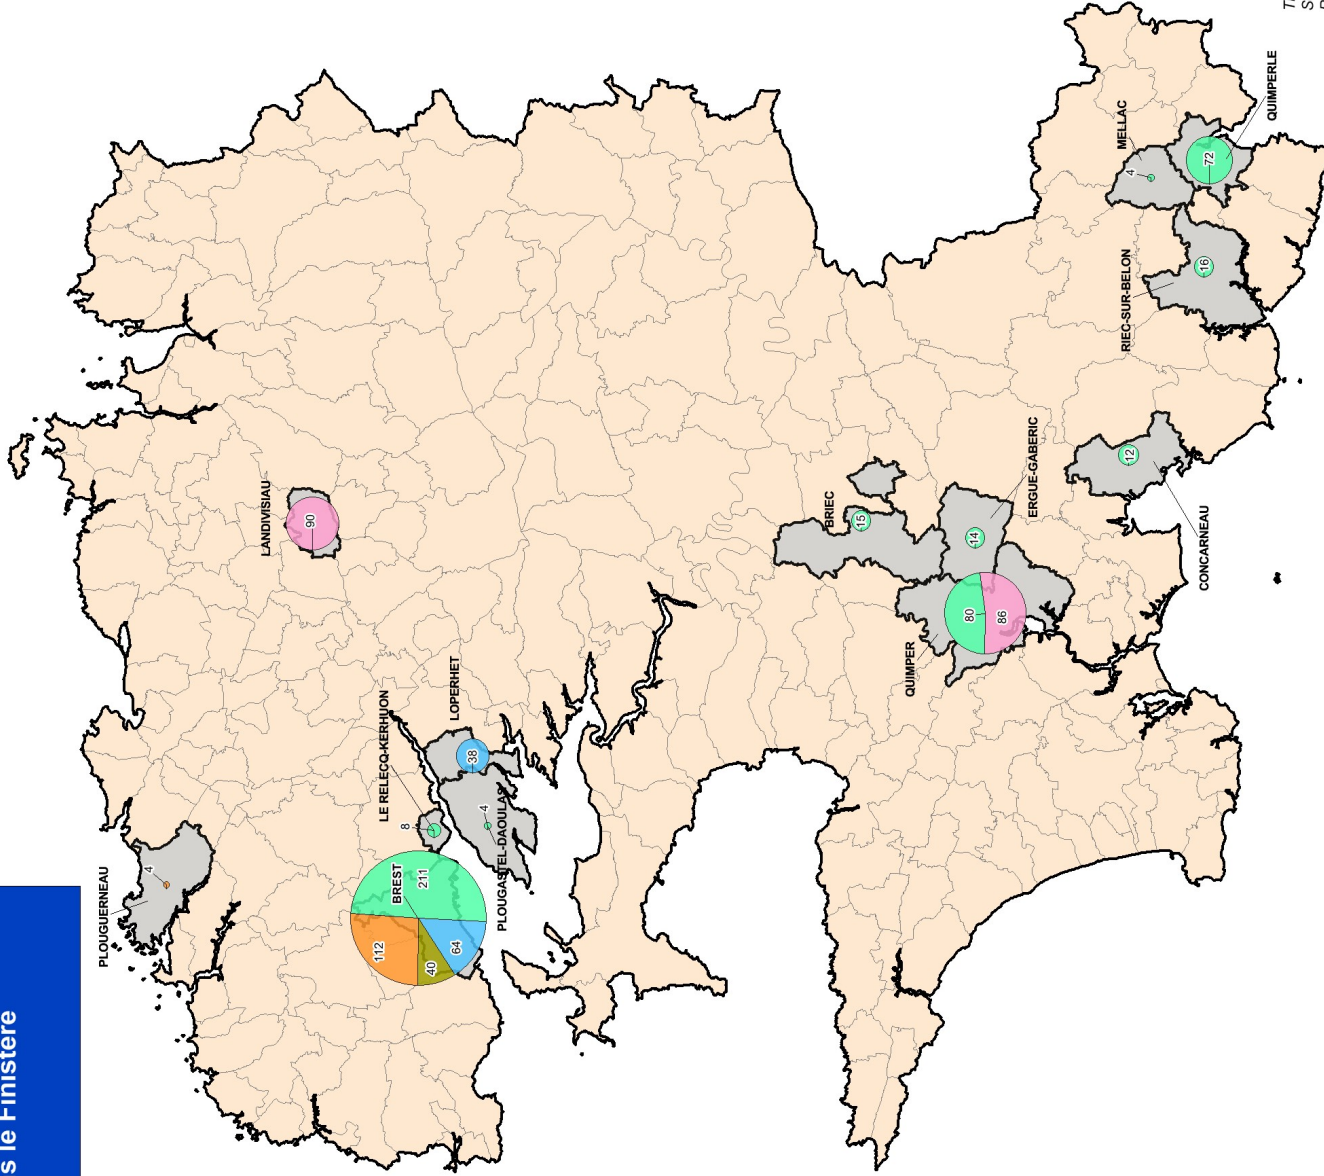 s le Finistère
PLOUGUERNEAU
4
LANDIVISIAU
90
LE RELECQ-KERHUON
8
LOPERHET
38
PLOUGASTEL-DAOULAS
4
BREST
211
112
40
64
BRIEC
15
ERGUE-GABERIC
14
QUIMPER
80
86
CONCARNEAU
12
RIEC-SUR-BELON
16
MELLAC
4
QUIMPERLE
72